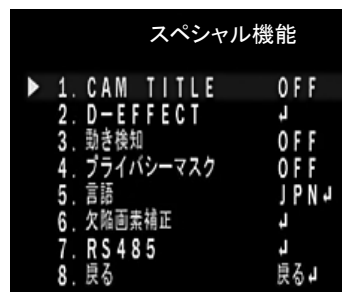 スペシャル機能
▶ 1. CAM TITLE OFF
2. D-EFFECT ↲
3. 動き検知 OFF
4. プライバシーマスク OFF
5. 言語 JPN↲
6. 欠陥画素補正 ↲
7. RS485 ↲
8. 戻る 戻る↲